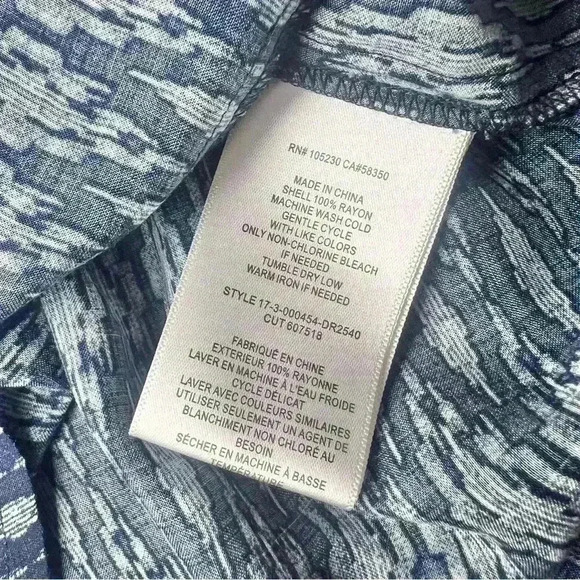 RN# 105230 CA#58350
MADE IN CHINA
SHELL 100% RAYON
MACHINE WASH COLD
GENTLE CYCLE
WITH LIKE COLORS
ONLY NON-CHLORINE BLEACH
IF NEEDED
TUMBLE DRY LOW
WARM IRON IF NEEDED
STYLE 17-3-000454-DR2540
CUT 607518
FABRIQUÉ EN CHINE
EXTERIEUR 100% RAYONNE
LAVER EN MACHINE À L'EAU FROIDE
CYCLE DÉLICAT
LAVER AVEC COULEURS SIMILAIRES
UTILISER SEULEMENT UN AGENT DE
BLANCHIMENT NON CHLORÉ AU
BESOIN
SÉCHER EN MACHINE À BASSE
TEMPÉRATURE